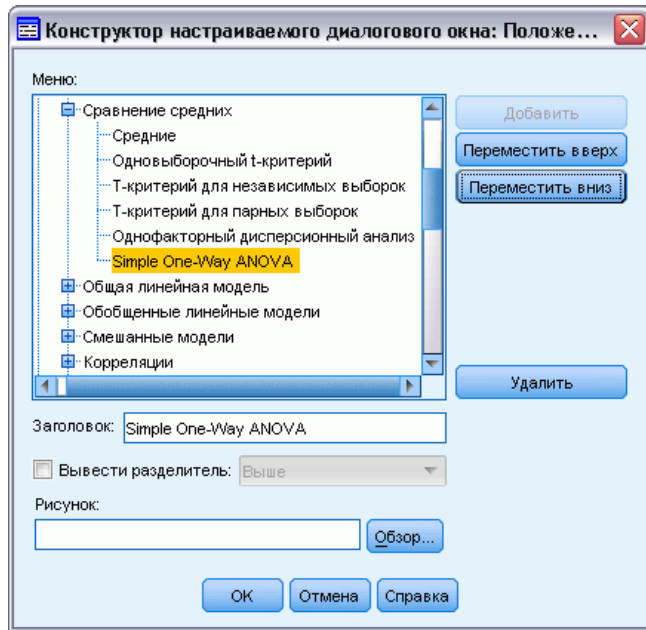 Конструктор настраиваемого диалогового окна: Положе...
Меню:
Сравнение средних
Средние
Одновыборочный t-критерий
Т-критерий для независимых выборок
Т-критерий для парных выборок
Однофакторный дисперсионный анализ
Simple One-Way ANOVA
Общая линейная модель
Обобщенные линейные модели
Смешанные модели
Корреляции
Добавить
Переместить вверх
Переместить вниз
Удалить
Заголовок: Simple One-Way ANOVA
Вывести разделитель: Выше
Рисунок:
Обзор...
ОК Отмена Справка